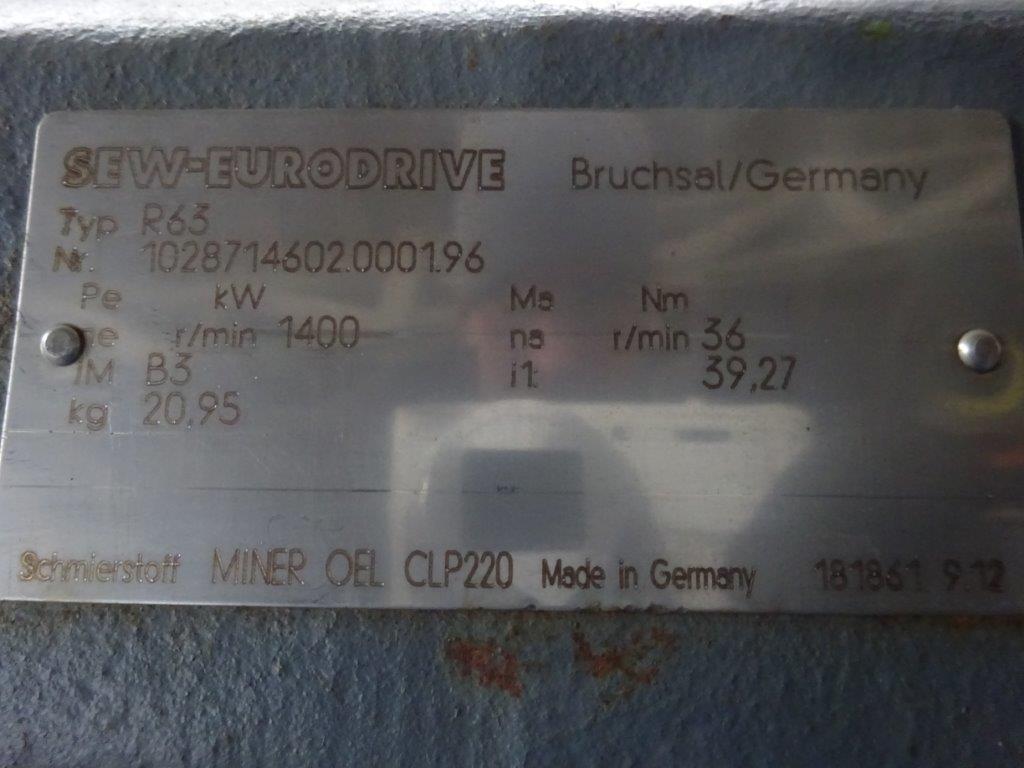 SEW-EURODRIVE Bruchsal/Germany
Typ R63
Nr. 1028714602.0001.96
Pe kW Ma Nm
ne r/min 1400 na r/min 36
IM B3 i1: 39,27
kg 20,95
Schmierstoff MINER OEL CLP220 Made in Germany 181861 9.12